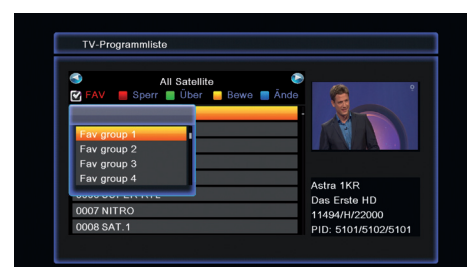 TV-Programmliste
All Satellite
FAV Sperr Über Bewe Ände
Fav group 1
Fav group 2
Fav group 3
Fav group 4
0007 NITRO
0008 SAT.1
Astra 1KR
Das Erste HD
11494/H/22000
PID: 5101/5102/5101